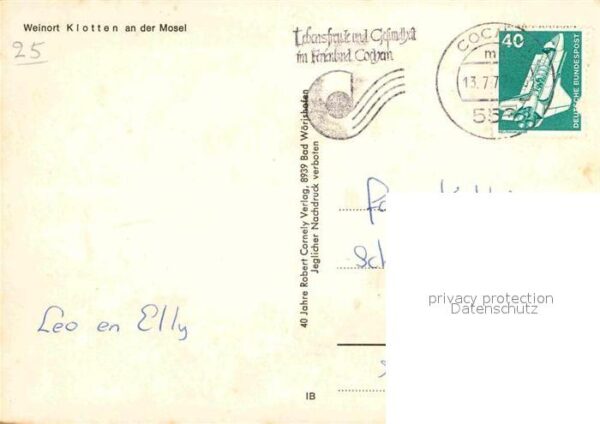 Weinort Klotten an der Mosel
25
Lebensfreude und Gesundheit
im Ferienland Cochem
COCHEM
13.7.7
40
DEUTSCHE BUNDESPOST
40 Jahre Robert Cornely Verlag, 8939 Bad Wörishofen
Jeglicher Nachdruck verboten
Leo en Elly
privacy protection
Datenschutz
IB